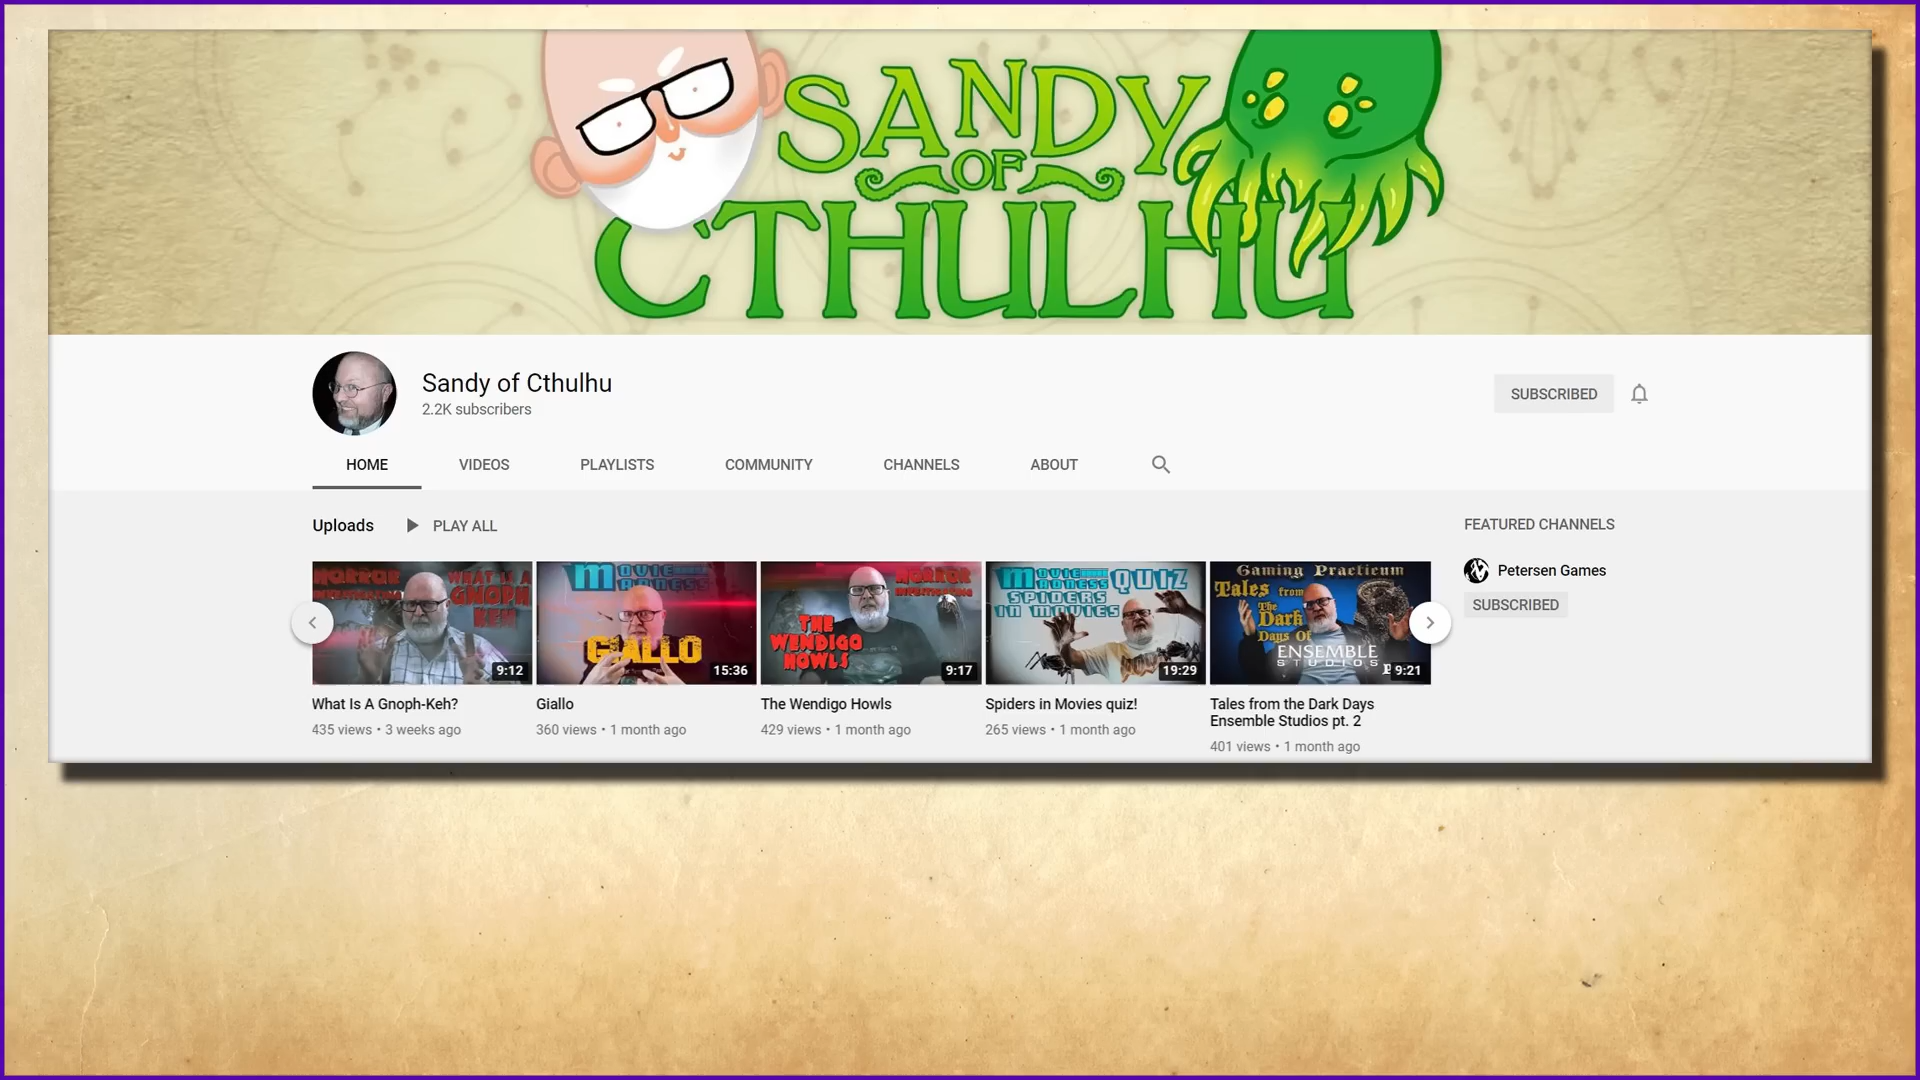 SANDY
OF
CTHULHU
Sandy of Cthulhu
2.2K subscribers
SUBSCRIBED
HOME
VIDEOS
PLAYLISTS
COMMUNITY
CHANNELS
ABOUT
Uploads
PLAY ALL
FEATURED CHANNELS
Petersen Games
SUBSCRIBED
HORROR
WHAT IS A
GNOPH
KEH
9:12
MOVIE
MADNESS
GIALLO
15:36
HORROR
THE
WENDIGO
HOWLS
9:17
MOVIE
MADNESS
QUIZ
SPIDERS
IN MOVIES
19:29
Gaming Practicum
Tales from
The
Dark
Days Of
ENSEMBLE
STUDIOS
9:21
What Is A Gnoph-Keh?
435 views • 3 weeks ago
Giallo
360 views • 1 month ago
The Wendigo Howls
429 views • 1 month ago
Spiders in Movies quiz!
265 views • 1 month ago
Tales from the Dark Days
Ensemble Studios pt. 2
401 views • 1 month ago